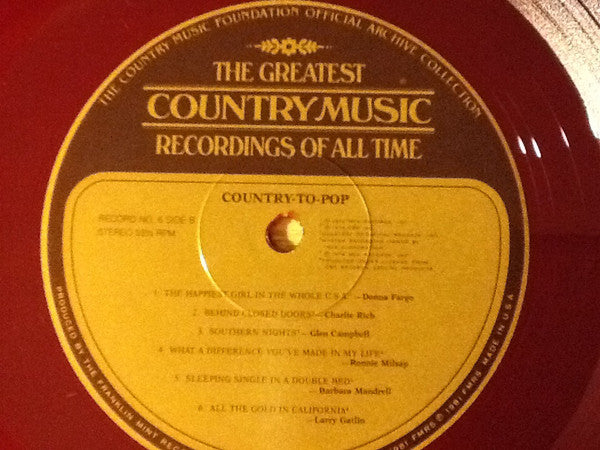 THE COUNTRY MUSIC FOUNDATION OFFICIAL ARCHIVE COLLECTION
THE GREATEST
COUNTRY MUSIC
RECORDINGS OF ALL TIME
COUNTRY-TO-POP
RECORD NO. 6 SIDE B
STEREO 33⅓ RPM
1. THE HAPPIEST GIRL IN THE WHOLE U.S.A. —Donna Fargo
2. BEHIND CLOSED DOORS —Charlie Rich
3. SOUTHERN NIGHTS —Glen Campbell
4. WHAT A DIFFERENCE YOU'VE MADE IN MY LIFE
—Ronnie Milsap
5. SLEEPING SINGLE IN A DOUBLE BED
—Barbara Mandrell
6. ALL THE GOLD IN CALIFORNIA
—Larry Gatlin
PRODUCED BY THE FRANKLIN MINT
1981 FMRS ℗ © 1981 FMRS MADE IN U.S.A